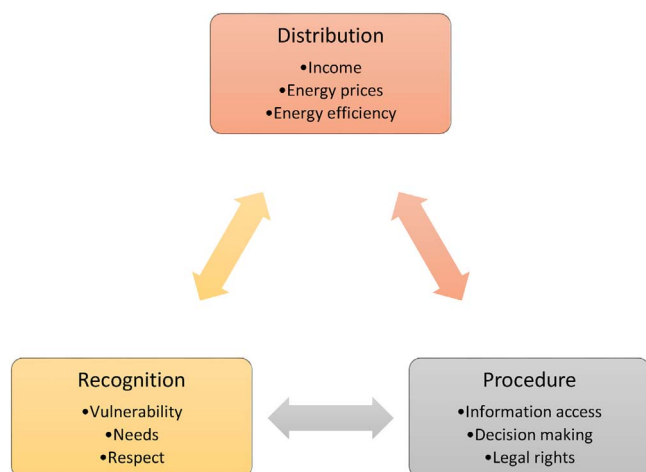 Distribution
•Income
•Energy prices
•Energy efficiency
Recognition
•Vulnerability
•Needs
•Respect
Procedure
•Information access
•Decision making
•Legal rights